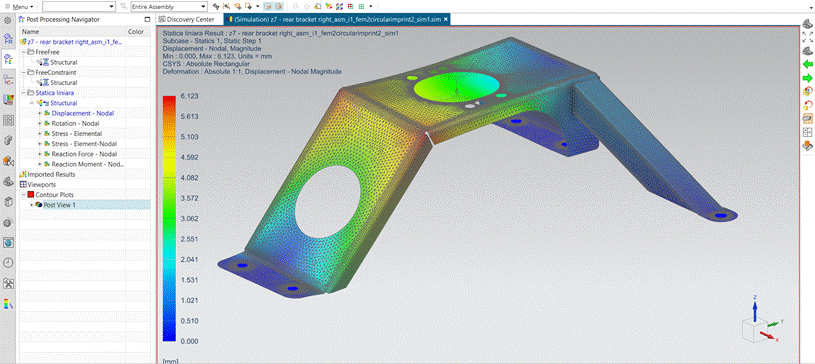 Menu
Entire Assembly
Post Processing Navigator
Discovery Center
(Simulation) z7 - rear bracket right_asm_i1_fem2circularimprint2_sim1.sim
Name
Color
z7 - rear bracket right_asm_i1_fe...
FreeFree
Structural
FreeConstraint
Structural
Statica liniara
Structural
Displacement - Nodal
Rotation - Nodal
Stress - Elemental
Stress - Element-Nodal
Reaction Force - Nodal
Reaction Moment - Nod...
Imported Results
Viewports
Contour Plots
Post View 1
Statica liniara Result : z7 - rear bracket right_asm_i1_fem2circularimprint2_sim1
Subcase - Statics 1, Static Step 1
Displacement - Nodal, Magnitude
Min : 0.000, Max : 6.123, Units = mm
CSYS : Absolute Rectangular
Deformation : Absolute 1:1, Displacement - Nodal Magnitude
6.123
5.613
5.103
4.592
4.082
3.572
3.062
2.551
2.041
1.531
1.021
0.510
0.000
[mm]
Z
Y
X